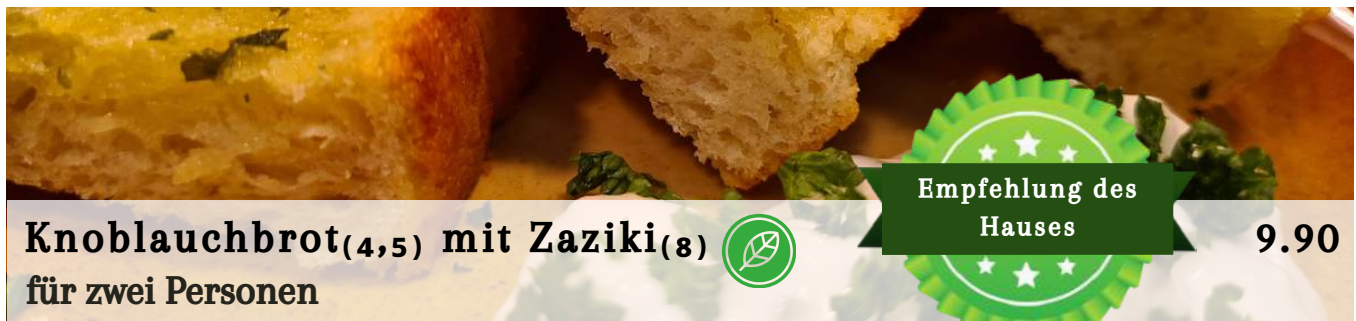 Empfehlung des
Hauses
Knoblauchbrot(4,5) mit Zaziki(8)
9.90
für zwei Personen